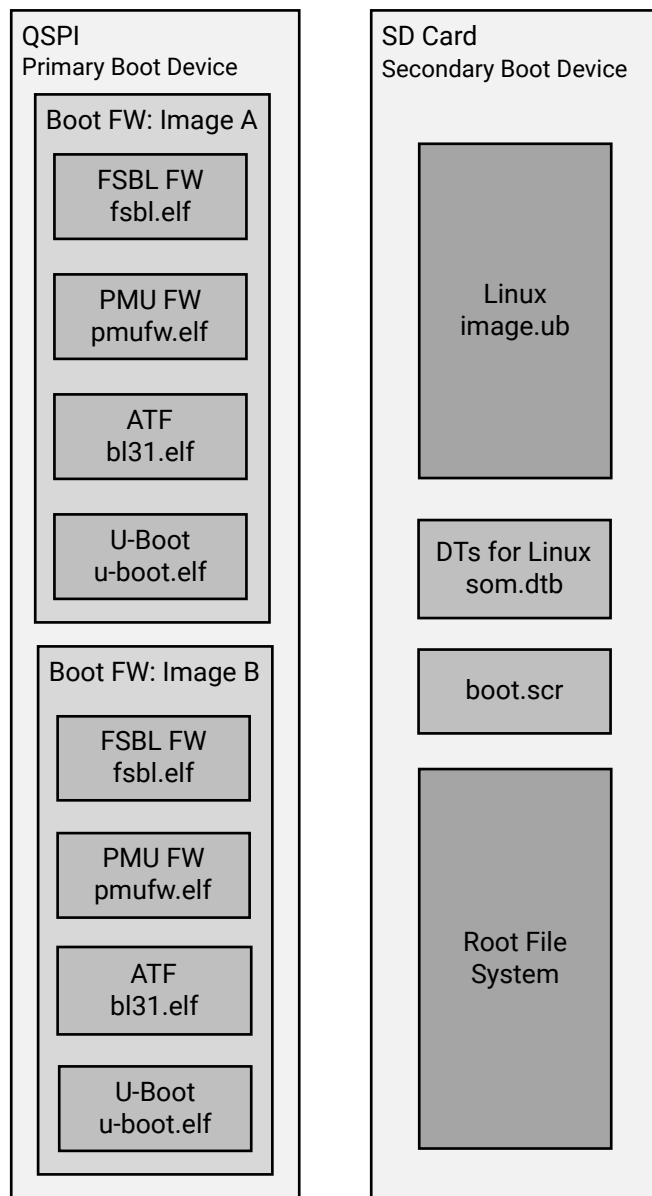 QSPI
Primary Boot Device
Boot FW: Image A
FSBL FW
fsbl.elf
PMU FW
pmufw.elf
ATF
bl31.elf
U-Boot
u-boot.elf
Boot FW: Image B
FSBL FW
fsbl.elf
PMU FW
pmufw.elf
ATF
bl31.elf
U-Boot
u-boot.elf
SD Card
Secondary Boot Device
Linux
image.ub
DTs for Linux
som.dtb
boot.scr
Root File
System